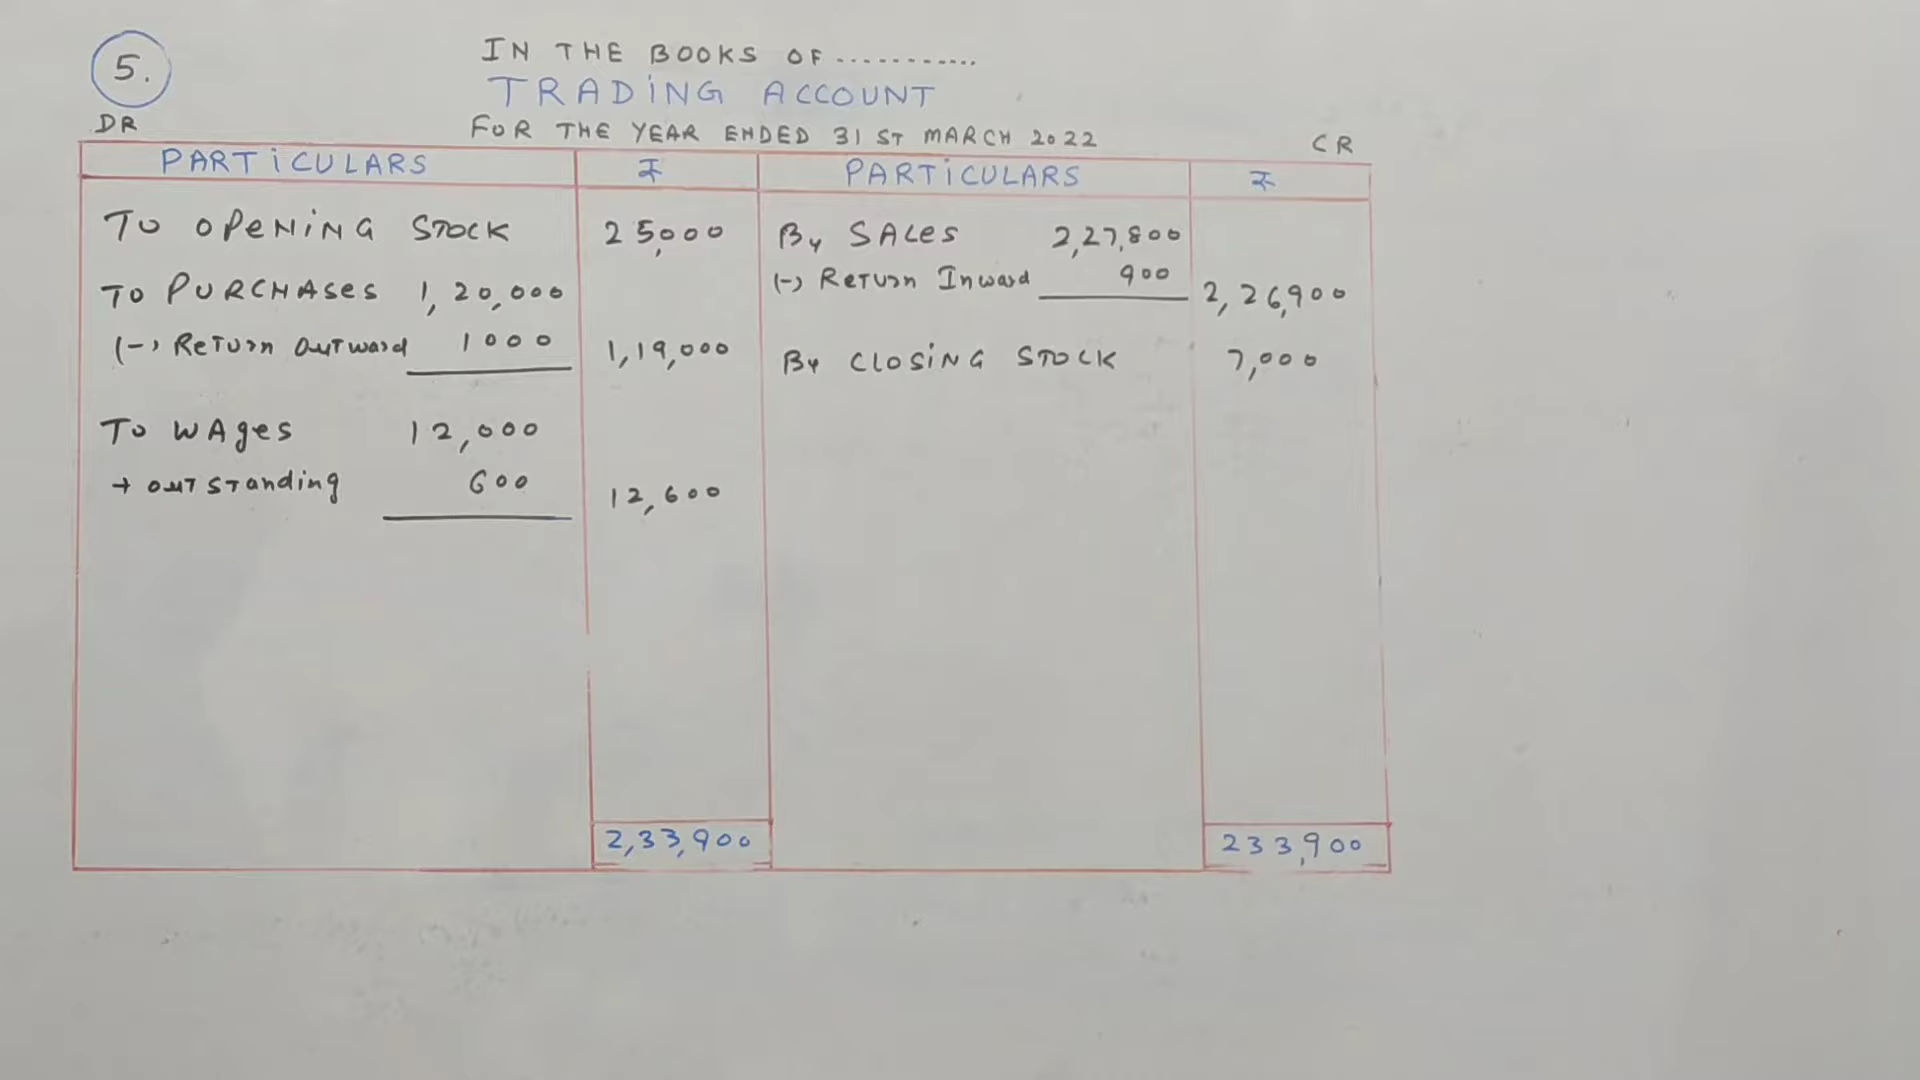 5.
IN THE BOOKS OF ...........
TRADING ACCOUNT
FOR THE YEAR ENDED 31 ST MARCH 2022
DR CR
PARTICULARS ₹ PARTICULARS ₹
To OPENING STOCK 25,000 By SALES 2,27,800
(-) Return Inward 900 2,26,900
To PURCHASES 1,20,000
(-) Return outward 1000 1,19,000 By CLOSING STOCK 7,000
To WAges 12,000
+ outstanding 600 12,600
2,33,900 233,900